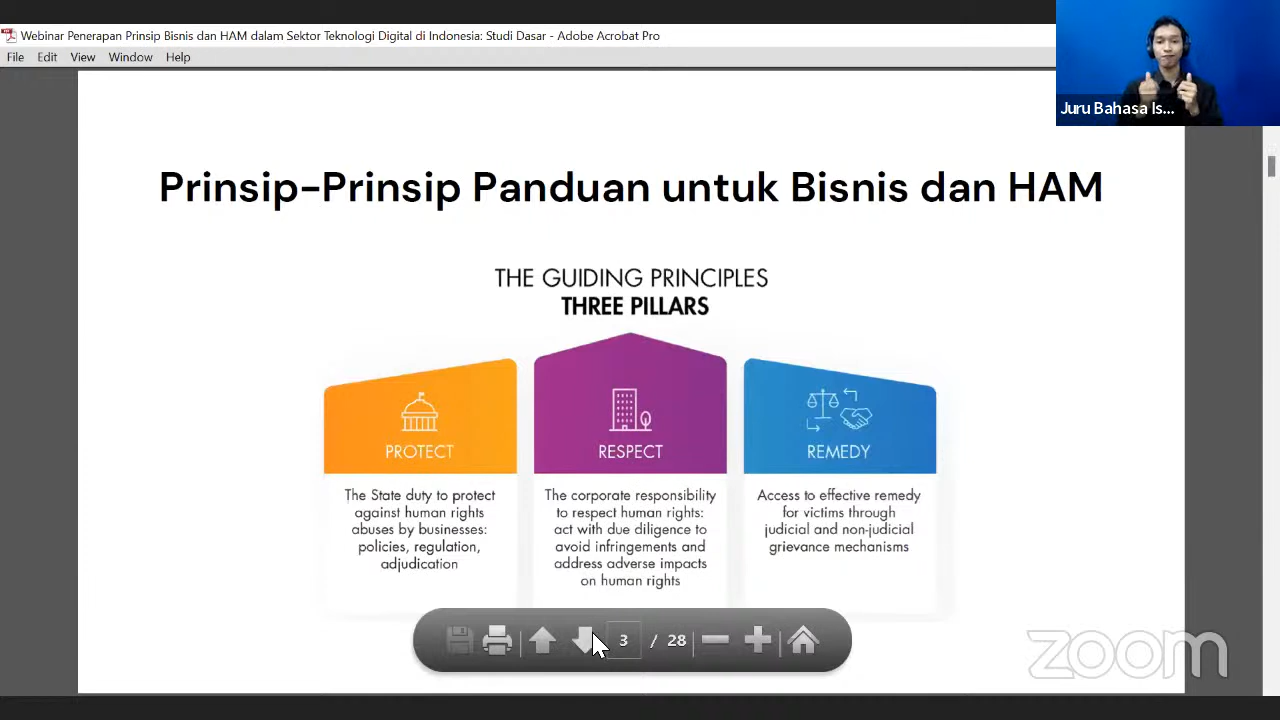 Webinar Penerapan Prinsip Bisnis dan HAM dalam Sektor Teknologi Digital di Indonesia: Studi Dasar - Adobe Acrobat Pro
File Edit View Window Help
Juru Bahasa Is...
Prinsip-Prinsip Panduan untuk Bisnis dan HAM
THE GUIDING PRINCIPLES
THREE PILLARS
PROTECT
The State duty to protect
against human rights
abuses by businesses:
policies, regulation,
adjudication
RESPECT
The corporate responsibility
to respect human rights:
act with due diligence to
avoid infringements and
address adverse impacts
on human rights
REMEDY
Access to effective remedy
for victims through
judicial and non-judicial
grievance mechanisms
3 / 28
zoom